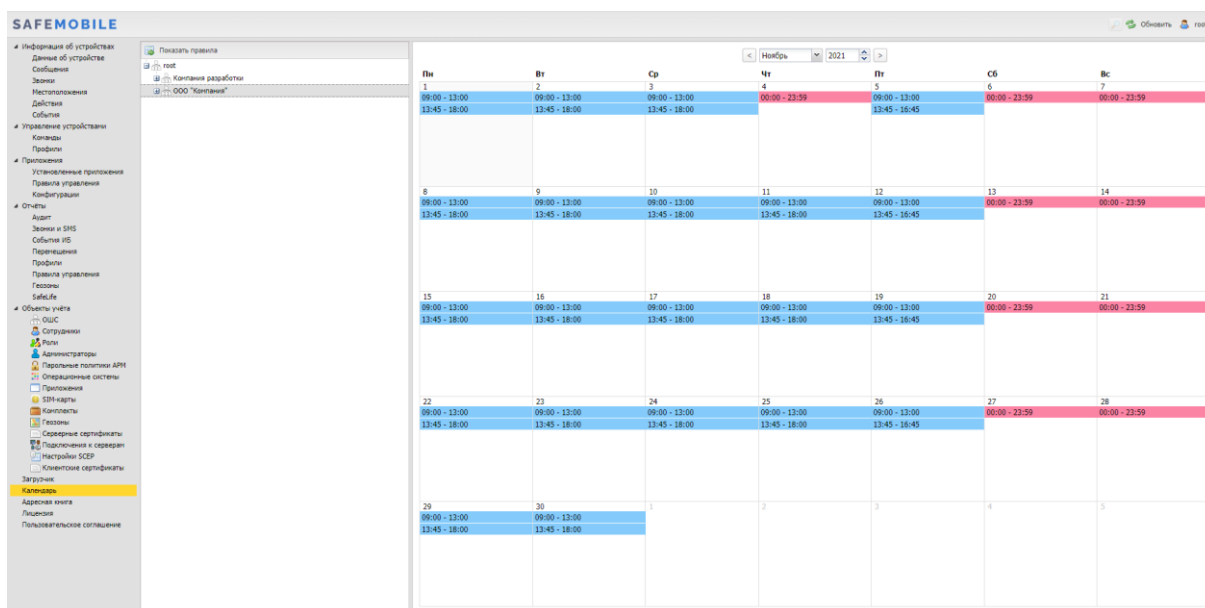 SAFEMOBILE
Обновить root
Информация об устройствах
Данные об устройстве
Сообщения
Звонки
Местоположения
Действия
События
Управление устройствами
Команды
Профили
Приложения
Установленные приложения
Правила управления
Конфигурации
Отчёты
Аудит
Звонки и SMS
События ИБ
Перемещения
Профили
Правила управления
Геозоны
SafeLife
Объекты учёта
ОШС
Сотрудники
Роли
Администраторы
Парольные политики АРМ
Операционные системы
Приложения
SIM-карты
Комплекты
Геозоны
Серверные сертификаты
Подключения к серверам
Настройки SCEP
Клиентские сертификаты
Загрузчик
Календарь
Адресная книга
Лицензия
Пользовательское соглашение
Показать правила
root
Компания разработки
ООО "Компания"
< Ноябрь 2021 >
Пн Вт Ср Чт Пт Сб Вс
1 2 3 4 5 6 7
09:00 - 13:00 09:00 - 13:00 09:00 - 13:00 00:00 - 23:59 09:00 - 13:00 00:00 - 23:59 00:00 - 23:59
13:45 - 18:00 13:45 - 18:00 13:45 - 18:00 13:45 - 16:45
8 9 10 11 12 13 14
09:00 - 13:00 09:00 - 13:00 09:00 - 13:00 09:00 - 13:00 09:00 - 13:00 00:00 - 23:59 00:00 - 23:59
13:45 - 18:00 13:45 - 18:00 13:45 - 18:00 13:45 - 18:00 13:45 - 16:45
15 16 17 18 19 20 21
09:00 - 13:00 09:00 - 13:00 09:00 - 13:00 09:00 - 13:00 09:00 - 13:00 00:00 - 23:59 00:00 - 23:59
13:45 - 18:00 13:45 - 18:00 13:45 - 18:00 13:45 - 18:00 13:45 - 16:45
22 23 24 25 26 27 28
09:00 - 13:00 09:00 - 13:00 09:00 - 13:00 09:00 - 13:00 09:00 - 13:00 00:00 - 23:59 00:00 - 23:59
13:45 - 18:00 13:45 - 18:00 13:45 - 18:00 13:45 - 18:00 13:45 - 16:45
29 30 1 2 3 4 5
09:00 - 13:00 09:00 - 13:00
13:45 - 18:00 13:45 - 18:00